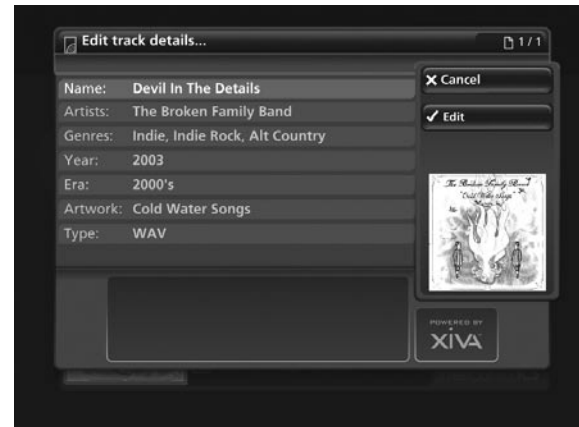 Edit track details...
1 / 1
Name: Devil In The Details
Artists: The Broken Family Band
Genres: Indie, Indie Rock, Alt Country
Year: 2003
Era: 2000's
Artwork: Cold Water Songs
Type: WAV
Cancel
Edit
The Broken Family Band
"Cold Water Songs"
POWERED BY
XiVA